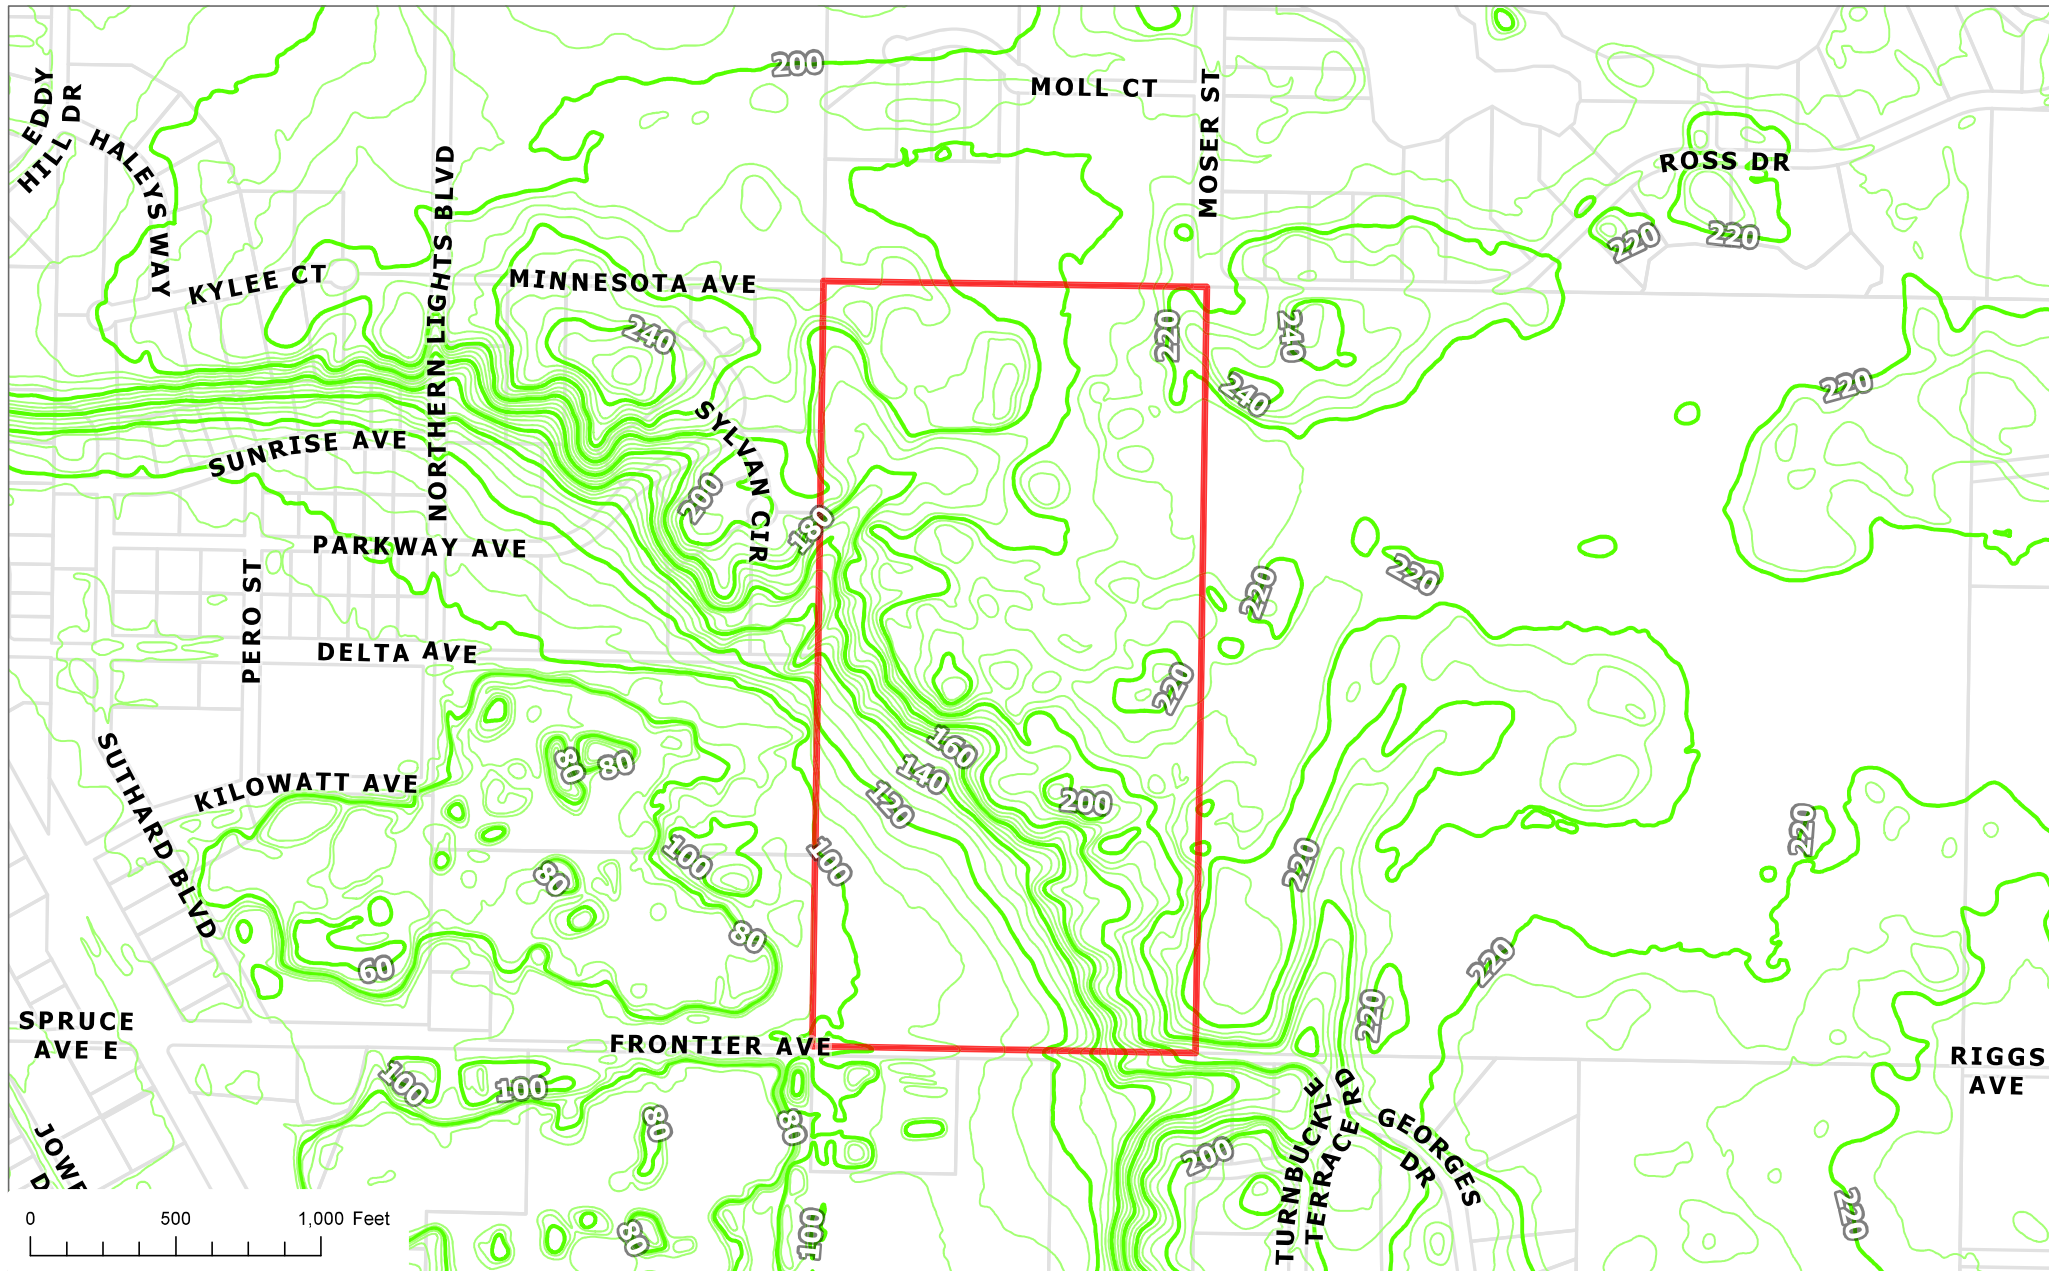 200
MOLL CT
MOSER ST
EDDY
HILL DR
HALEYS WAY
ROSS DR
220
220
NORTHERN LIGHTS BLVD
KYLEE CT
MINNESOTA AVE
240
220
240
240
220
SYLVAN CIR
SUNRISE AVE
200
180
PARKWAY AVE
220
220
PERO ST
DELTA AVE
220
SUTHARD BLVD
KILOWATT AVE
80
80
160
140
120
200
100
100
220
220
80
80
60
220
220
SPRUCE
AVE E
FRONTIER AVE
RIGGS
AVE
100
100
80
80
200
TURNBUCKLE
TERRACE RD
GEORGES
DR
220
80
100
0 500 1,000 Feet